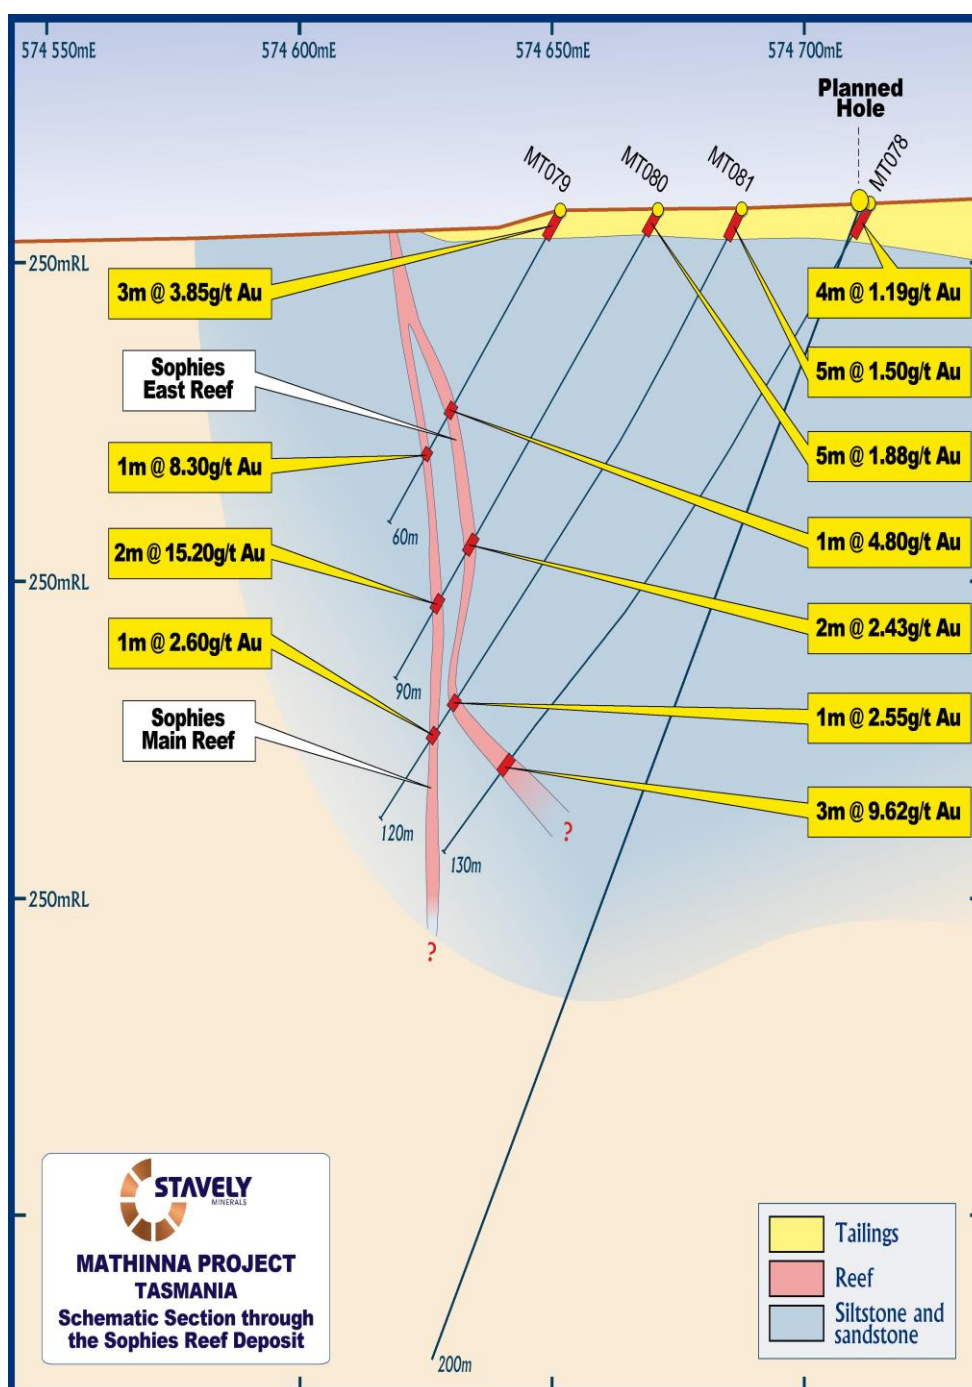 574 550mE
574 600mE
574 650mE
574 700mE
Planned
Hole
MT079
MT080
MT081
MT078
250mRL
3m @ 3.85g/t Au
4m @ 1.19g/t Au
Sophies
East Reef
5m @ 1.50g/t Au
1m @ 8.30g/t Au
5m @ 1.88g/t Au
60m
2m @ 15.20g/t Au
1m @ 4.80g/t Au
250mRL
1m @ 2.60g/t Au
2m @ 2.43g/t Au
90m
Sophies
Main Reef
1m @ 2.55g/t Au
120m
3m @ 9.62g/t Au
?
130m
250mRL
?
STAVELY
MINERALS
MATHINNA PROJECT
TASMANIA
Schematic Section through
the Sophies Reef Deposit
200m
Tailings
Reef
Siltstone and
sandstone